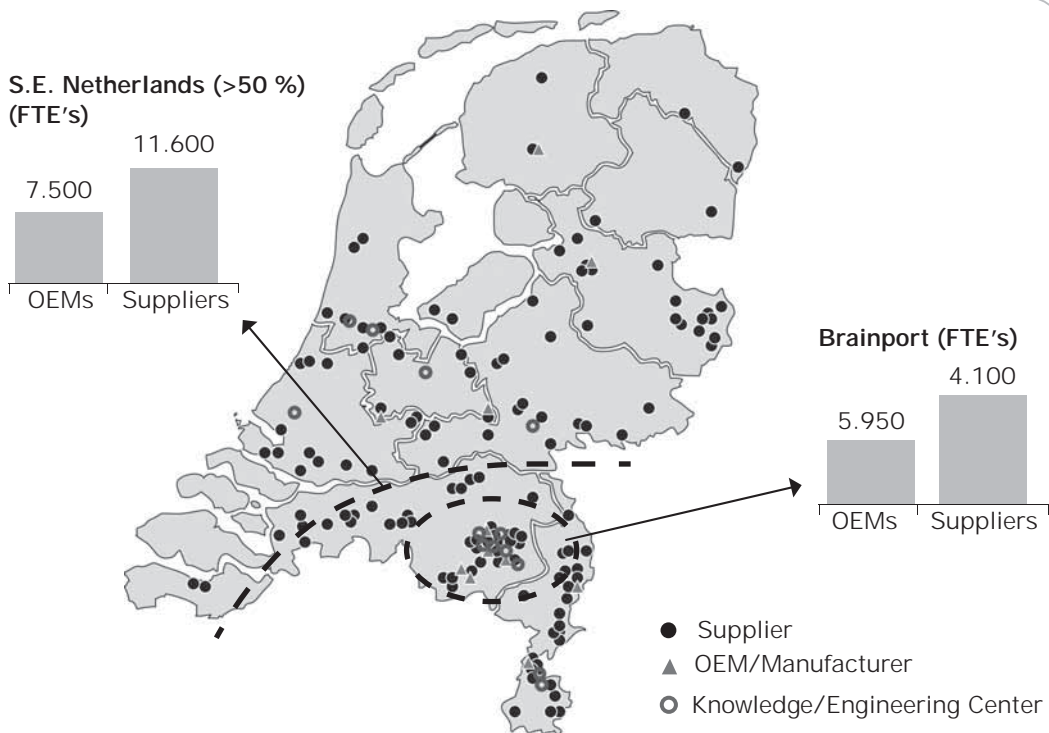 S.E. Netherlands (>50 %)
(FTE's)
11.600
7.500
OEMs
Suppliers
Brainport (FTE's)
4.100
5.950
OEMs
Suppliers
Supplier
OEM/Manufacturer
Knowledge/Engineering Center